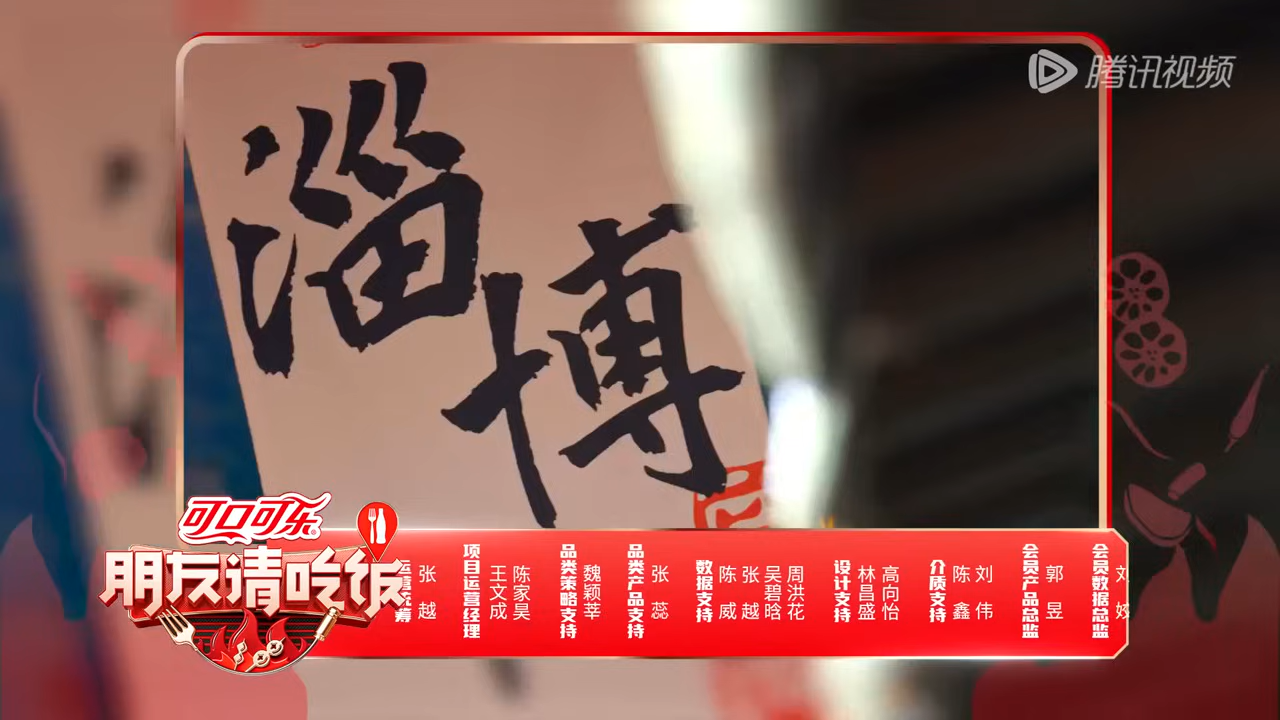 腾讯视频
淄博
可口可乐
朋友请吃饭
运营统筹
张越
项目运营经理
王文成
陈家昊
品类策略支持
魏颖莘
品类产品支持
张蕊
数据支持
陈威
张越
吴碧晗
周洪花
设计支持
林昌盛
高向怡
介质支持
陈鑫
刘伟
会员产品总监
郭昱
会员数据总监